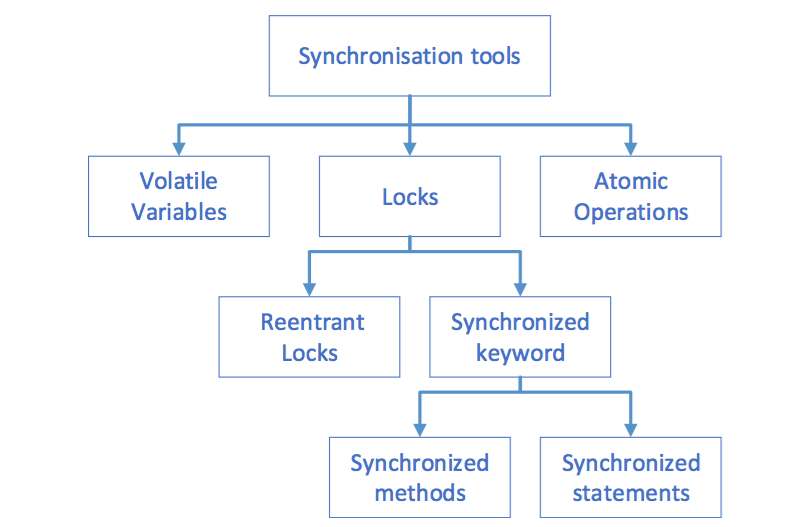 Synchronisation tools
Volatile
Variables
Locks
Atomic
Operations
Reentrant
Locks
Synchronized
keyword
Synchronized
methods
Synchronized
statements